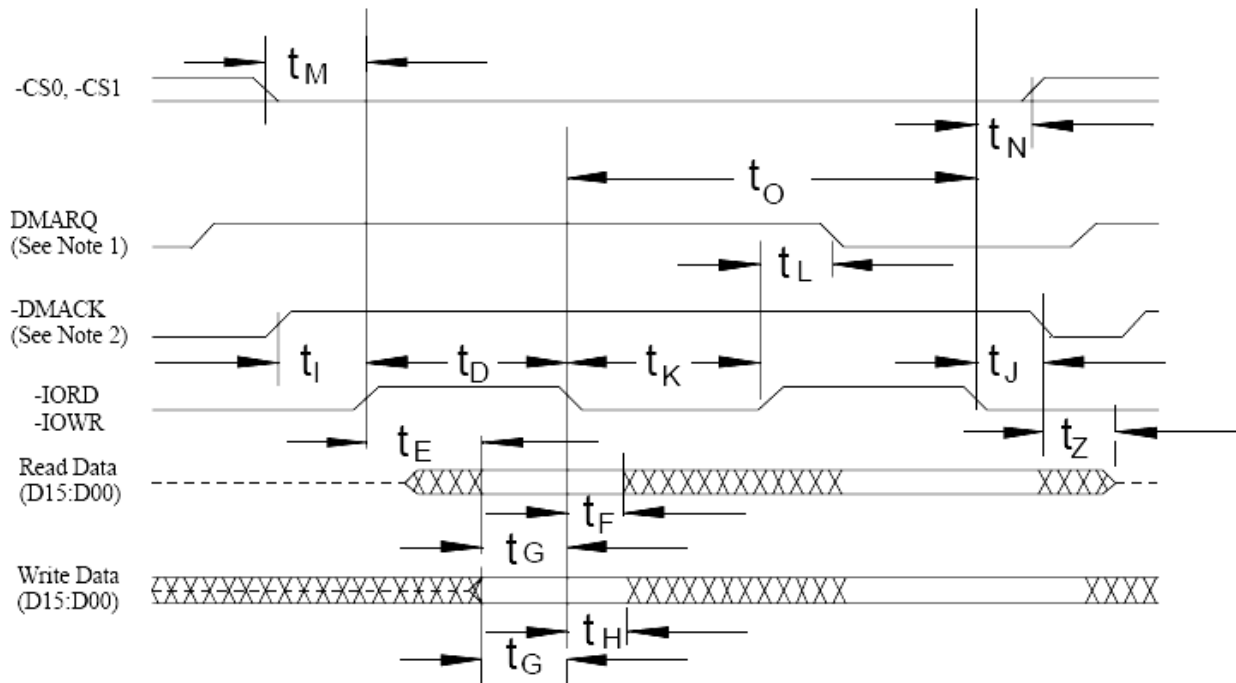 tM
-CS0, -CS1
tN
tO
DMARQ
(See Note 1)
tL
-DMACK
(See Note 2)
tI
tD
tK
tJ
-IORD
-IOWR
tE
tZ
Read Data
(D15:D00)
tF
tG
Write Data
(D15:D00)
tH
tG